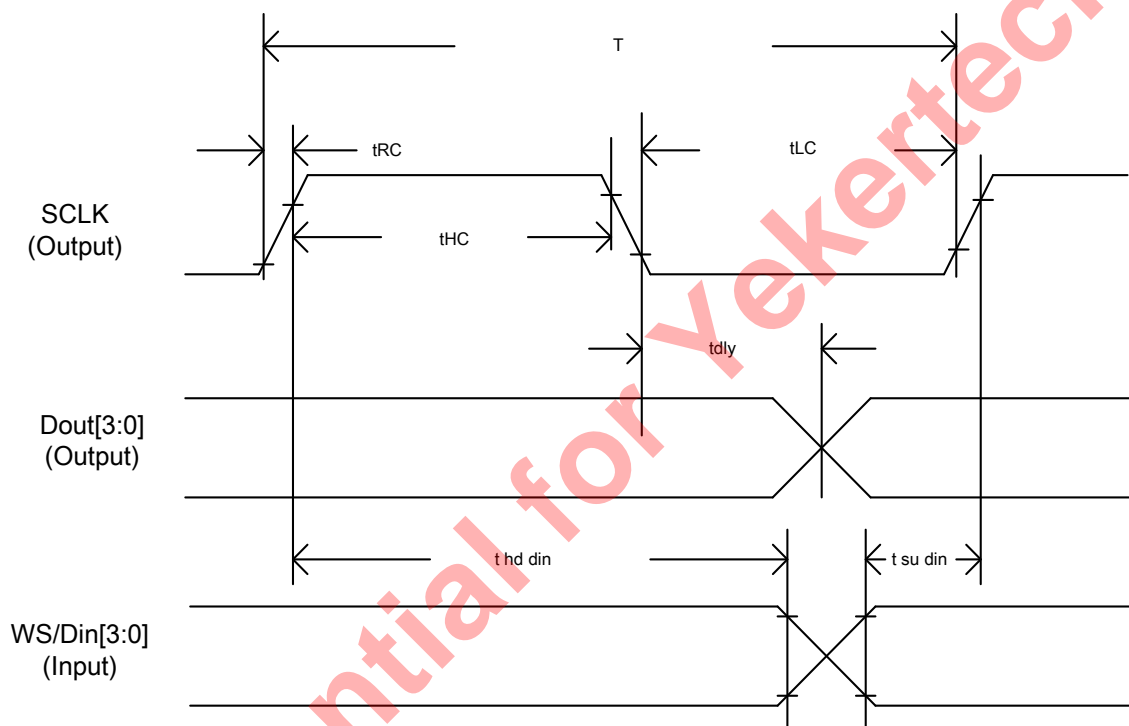 T
tRC
tLC
SCLK
(Output)
tHC
tdly
Dout[3:0]
(Output)
t hd din
t su din
WS/Din[3:0]
(Input)
ntial for Yekertech